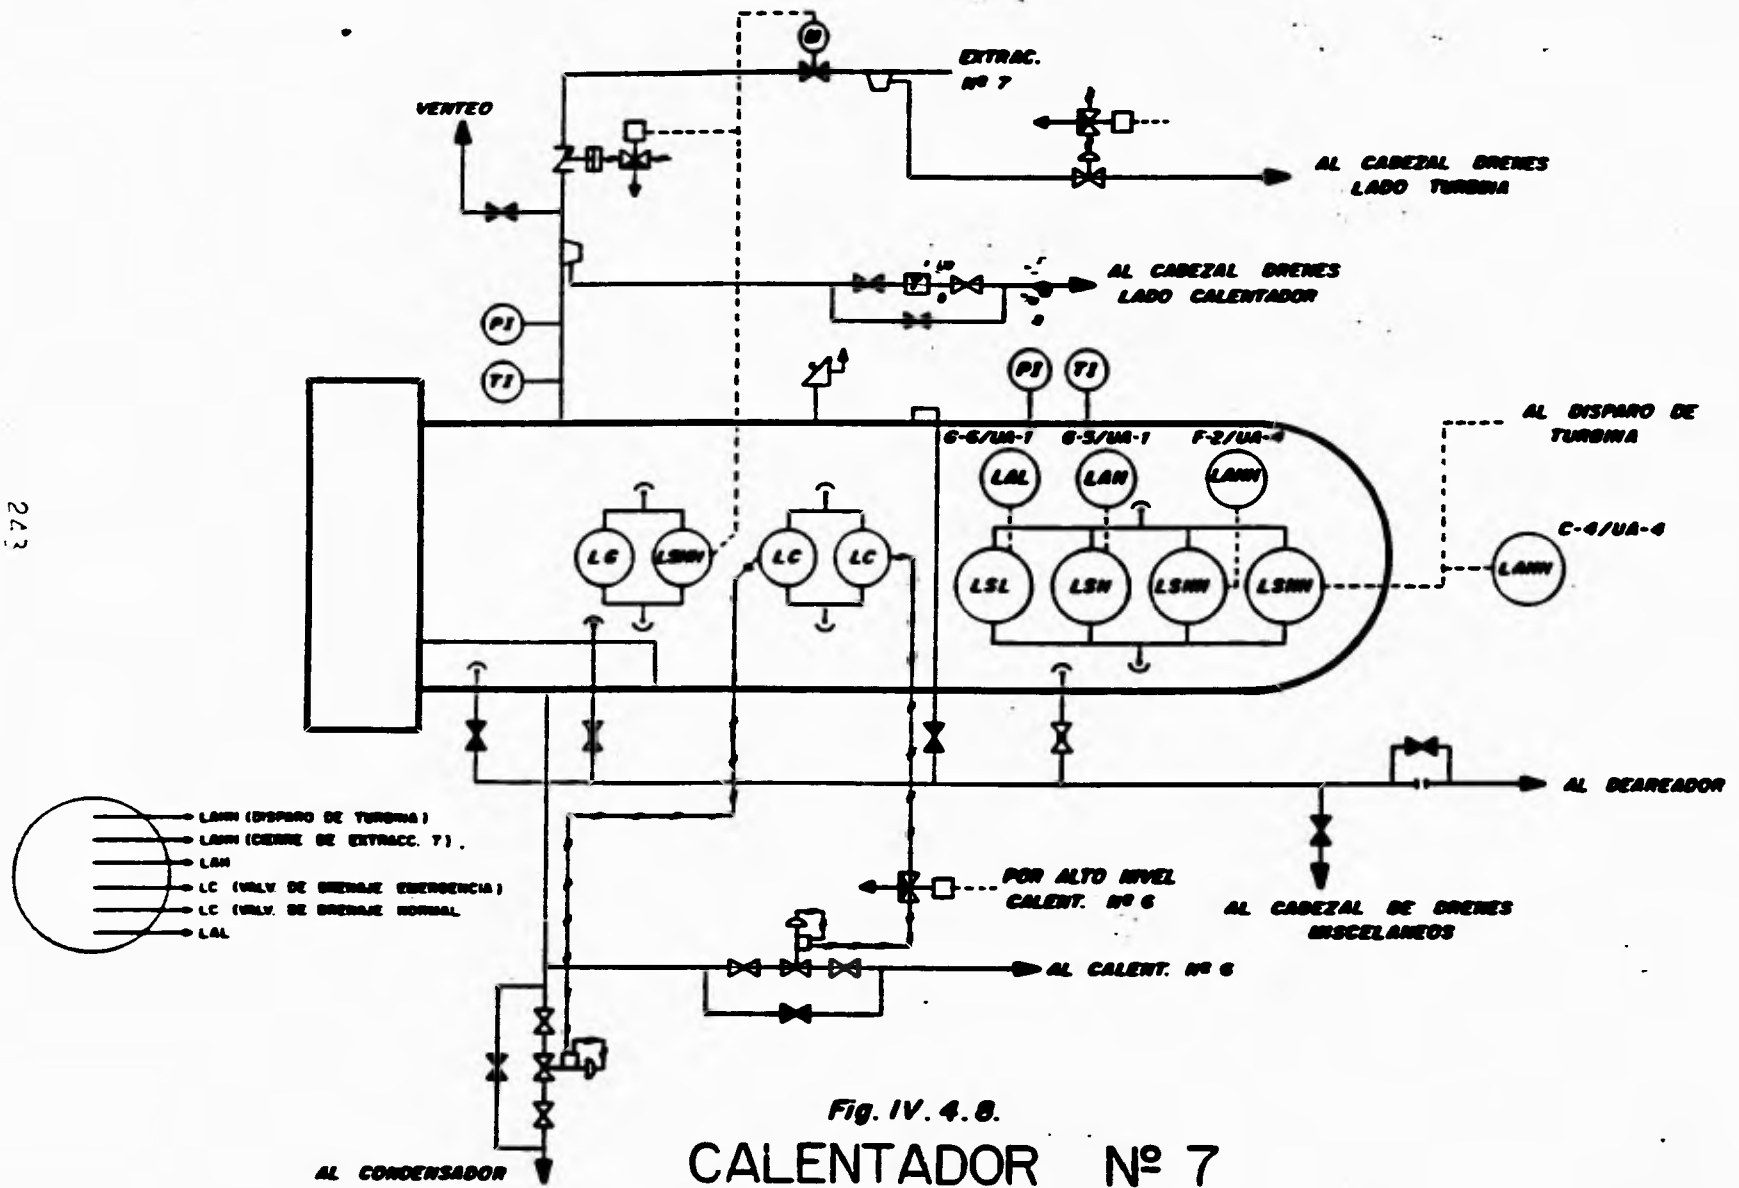 M
EXTRAC.
Nº 7
VENTEO
AL CABEZAL DRENES
LADO TURBINA
AL CABEZAL DRENES
LADO CALENTADOR
PI
TI
PI
TI
AL DISPARO DE
TURBINA
G-6/UA-1 G-5/UA-1 F-2/UA-4
LAL LAH LAHH
C-4/UA-4
LG LSHH LC LC
LSL LSH LSHH LSHH LAHH
243
AL DEAREADOR
LAHH (DISPARO DE TURBINA)
LAHH (CIERRE DE EXTRACC. 7).
LAH
LC (VALV. DE DRENAJE EMERGENCIA)
LC (VALV. DE DRENAJE NORMAL
LAL
POR ALTO NIVEL
CALENT. Nº 6
AL CABEZAL DE DRENES
MISCELANEOS
AL CALENT. Nº 6
Fig. IV.4.8.
CALENTADOR Nº 7
AL CONDENSADOR